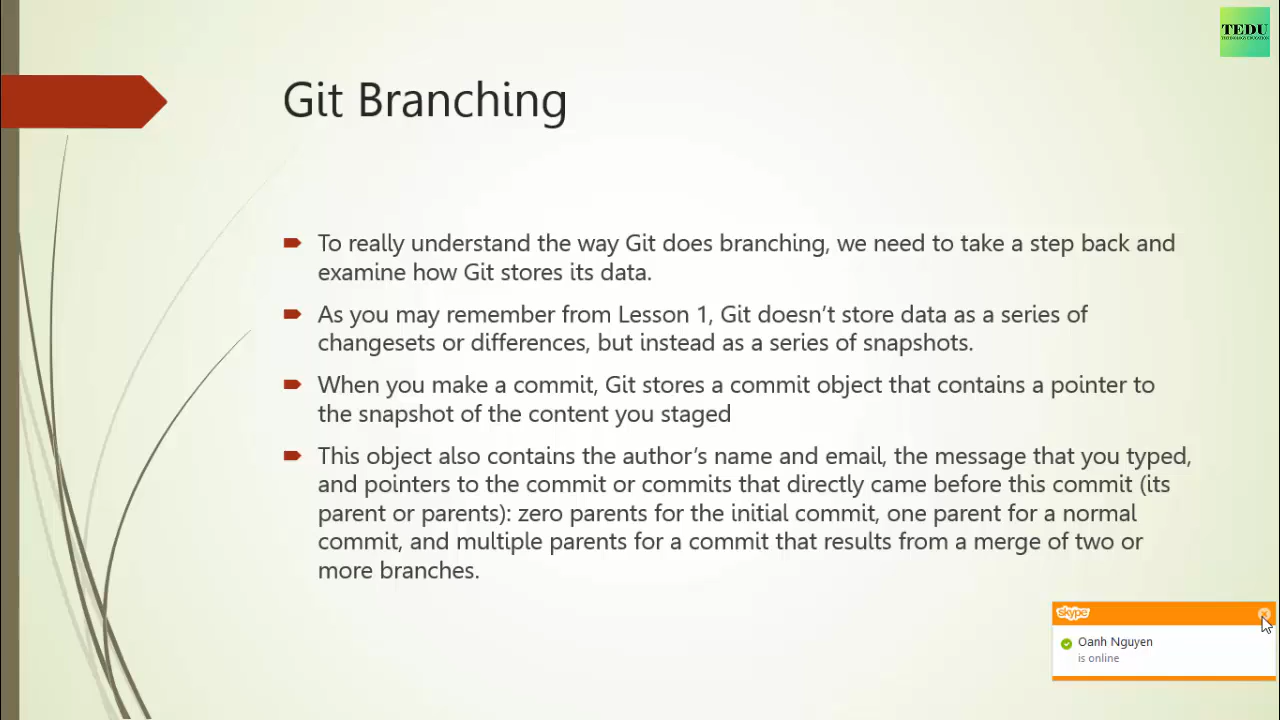 TEDU
TECHNOLOGY EDUCATION
Git Branching
To really understand the way Git does branching, we need to take a step back and
examine how Git stores its data.
As you may remember from Lesson 1, Git doesn’t store data as a series of
changesets or differences, but instead as a series of snapshots.
When you make a commit, Git stores a commit object that contains a pointer to
the snapshot of the content you staged
This object also contains the author’s name and email, the message that you typed,
and pointers to the commit or commits that directly came before this commit (its
parent or parents): zero parents for the initial commit, one parent for a normal
commit, and multiple parents for a commit that results from a merge of two or
more branches.
skype
Oanh Nguyen
is online